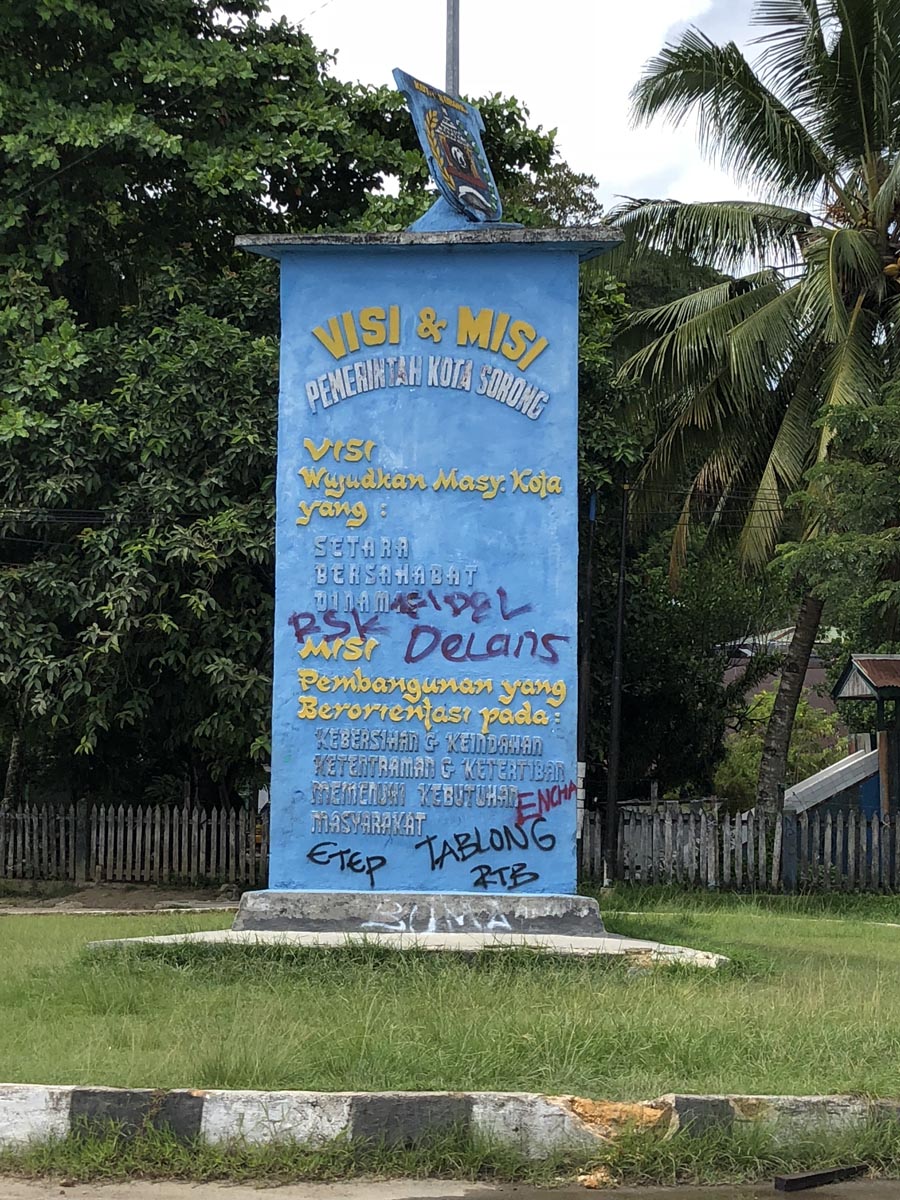 VISI & MISI
PEMERINTAH KOTA SORONG
VISI
Wujudkan Masy. Kota
yang :
SETARA
BERSAHABAT
DINAMIS
FIDEL
RSK
DeLans
MISI
Pembangunan yang
Berorientasi pada :
KEBERSIHAN & KEINDAHAN
KETENTRAMAN & KETERTIBAN
MEMENUHI KEBUTUHAN
ENCHA
MASYARAKAT
ETEP
TABLONG
RTB